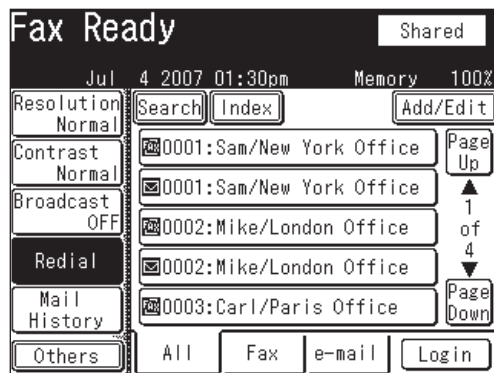 Fax Ready
Shared
Jul 4 2007 01:30pm Memory 100%
Resolution
Normal
Contrast
Normal
Broadcast
OFF
Redial
Mail
History
Others
Search Index Add/Edit
FAX 0001:Sam/New York Office
0001:Sam/New York Office
FAX 0002:Mike/London Office
0002:Mike/London Office
FAX 0003:Carl/Paris Office
Page
Up
1
of
4
Page
Down
All Fax e-mail Login